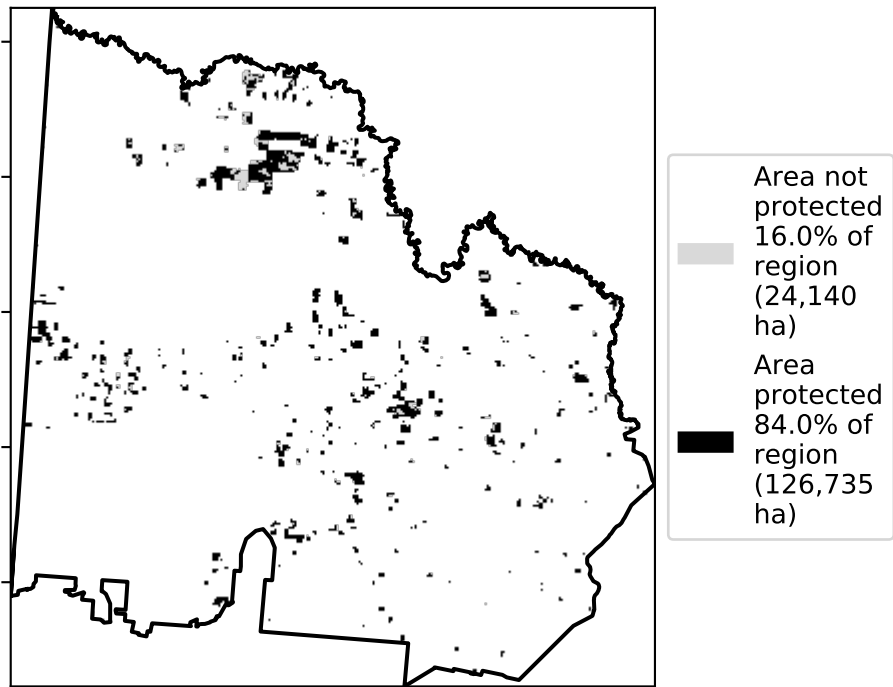 Area not
protected
16.0% of
region
(24,140
ha)
Area
protected
84.0% of
region
(126,735
ha)